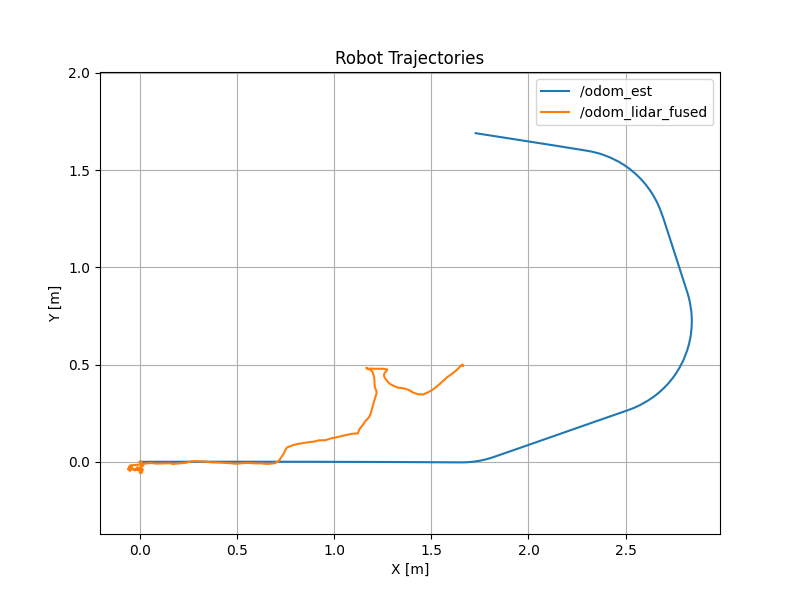 Robot Trajectories
/odom_est
/odom_lidar_fused
Y [m]
2.0
1.5
1.0
0.5
0.0
0.0 0.5 1.0 1.5 2.0 2.5
X [m]